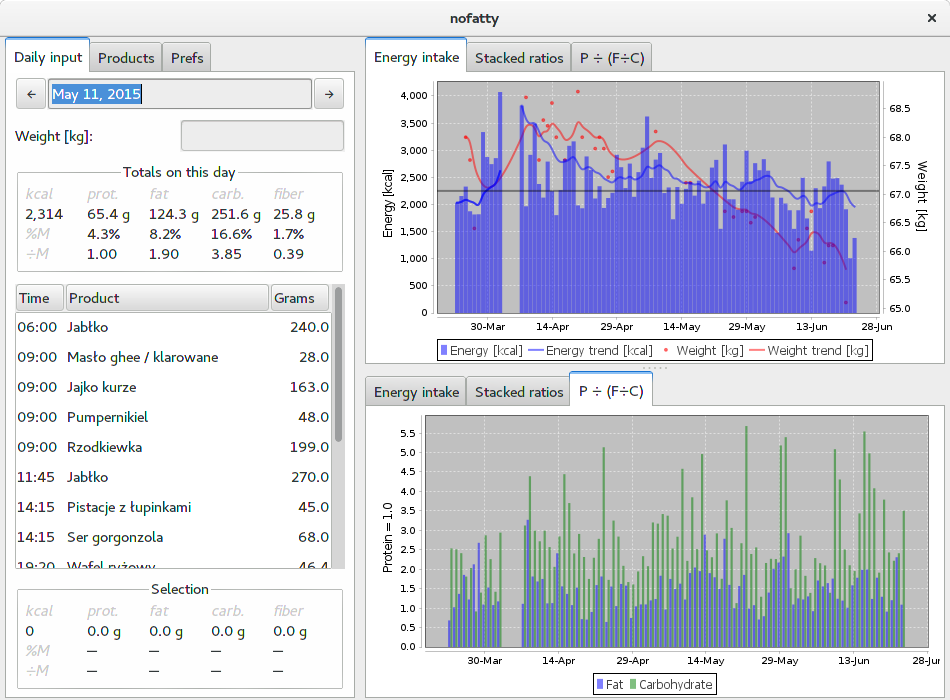 nofatty
Daily input Products Prefs
← May 11, 2015 →
Weight [kg]:
Totals on this day
kcal prot. fat carb. fiber
2,314 65.4 g 124.3 g 251.6 g 25.8 g
%M 4.3% 8.2% 16.6% 1.7%
÷M 1.00 1.90 3.85 0.39
Time Product Grams
06:00 Jabłko 240.0
09:00 Masło ghee / klarowane 28.0
09:00 Jajko kurze 163.0
09:00 Pumpernikiel 48.0
09:00 Rzodkiewka 199.0
11:45 Jabłko 270.0
14:15 Pistacje z łupinkami 45.0
14:15 Ser gorgonzola 68.0
19:20 Wafel ryżowy 46.4
Selection
kcal prot. fat carb. fiber
0 0.0 g 0.0 g 0.0 g 0.0 g
%M — — — —
÷M — — — —
Energy intake Stacked ratios P ÷ (F÷C)
Energy [kcal]
4,000
3,500
3,000
2,500
2,000
1,500
1,000
500
0
68.5
68.0
67.5
67.0
66.5
66.0
65.5
65.0
Weight [kg]
30-Mar 14-Apr 29-Apr 14-May 29-May 13-Jun 28-Jun
Energy [kcal] Energy trend [kcal] Weight [kg] Weight trend [kg]
Energy intake Stacked ratios P ÷ (F÷C)
Protein = 1.0
5.5
5.0
4.5
4.0
3.5
3.0
2.5
2.0
1.5
1.0
0.5
0.0
30-Mar 14-Apr 29-Apr 14-May 29-May 13-Jun 28-Ju
Fat Carbohydrate